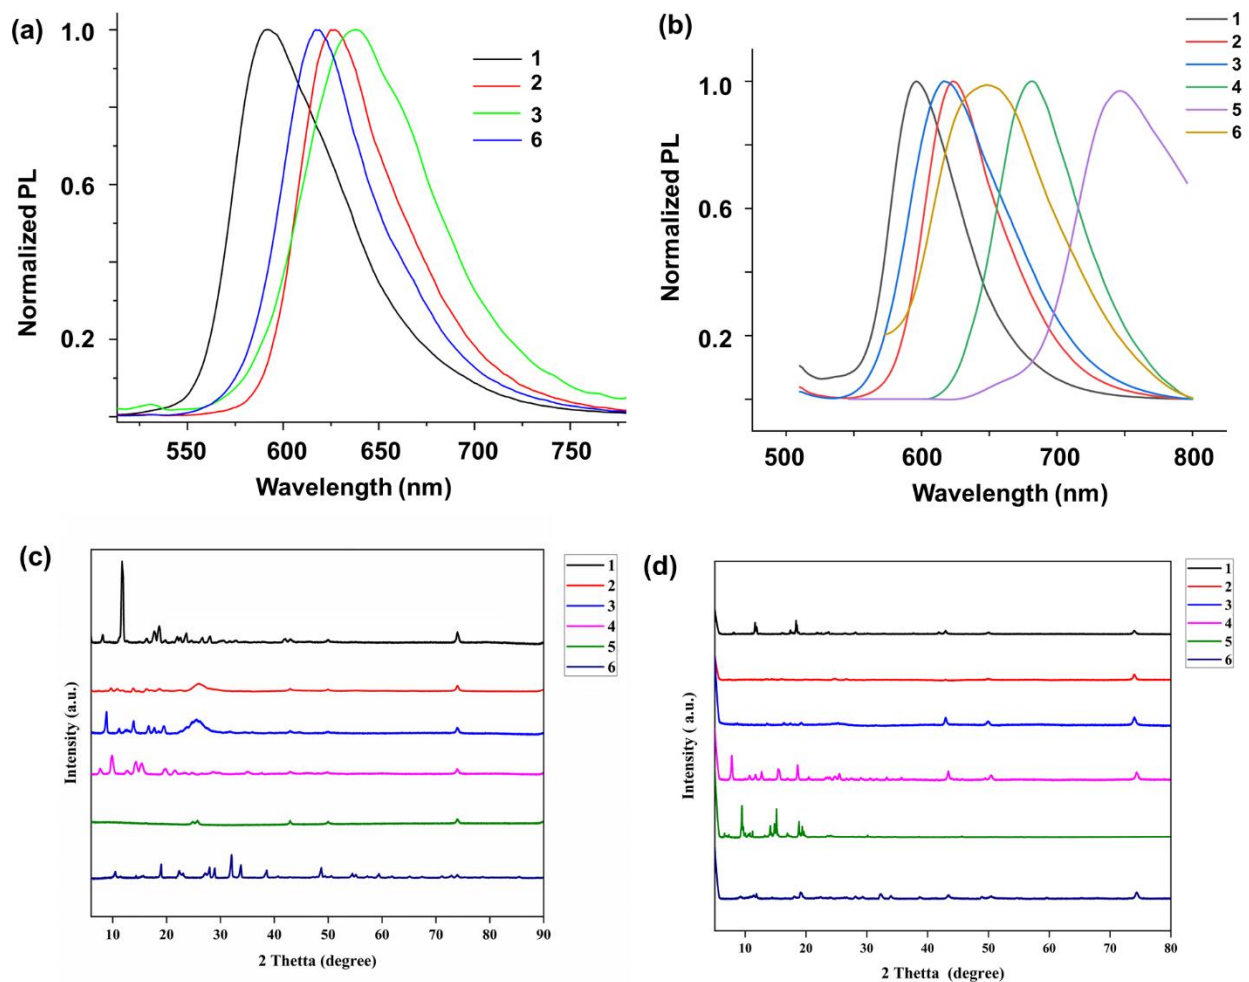 (a)
1.0
0.6
0.2
Normalized PL
550 600 650 700 750
Wavelength (nm)
1
2
3
6
(b)
1.0
0.6
0.2
Normalized PL
500 600 700 800
Wavelength (nm)
1
2
3
4
5
6
(c)
Intensity (a.u.)
10 20 30 40 50 60 70 80 90
2 Thetta (degree)
1
2
3
4
5
6
(d)
Intensity ( a.u.)
10 20 30 40 50 60 70 80
2 Thetta (degree)
1
2
3
4
5
6